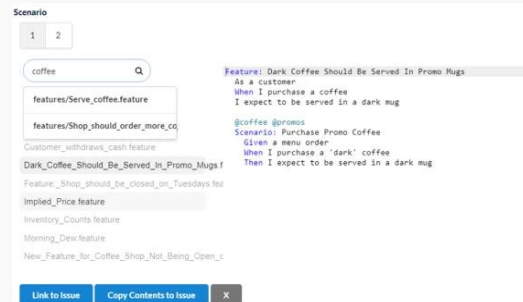 Scenario
1 2
coffee
features/Serve_coffee.feature
features/Shop_should_order_more_co
Customer_withdraws_cash.feature
Dark_Coffee_Should_Be_Served_In_Promo_Mugs.f
Feature:_Shop_should_be_closed_on_Tuesdays.fea
Implied_Price.feature
Inventory_Counts.feature
Morning_Dew.feature
New_Feature_for_Coffee_Shop_Not_Being_Open_c
Feature: Dark Coffee Should Be Served In Promo Mugs
As a customer
When I purchase a coffee
I expect to be served in a dark mug
@coffee @promos
Scenario: Purchase Promo Coffee
Given a menu order
When I purchase a 'dark' coffee
Then I expect to be served in a dark mug
Link to Issue Copy Contents to Issue X